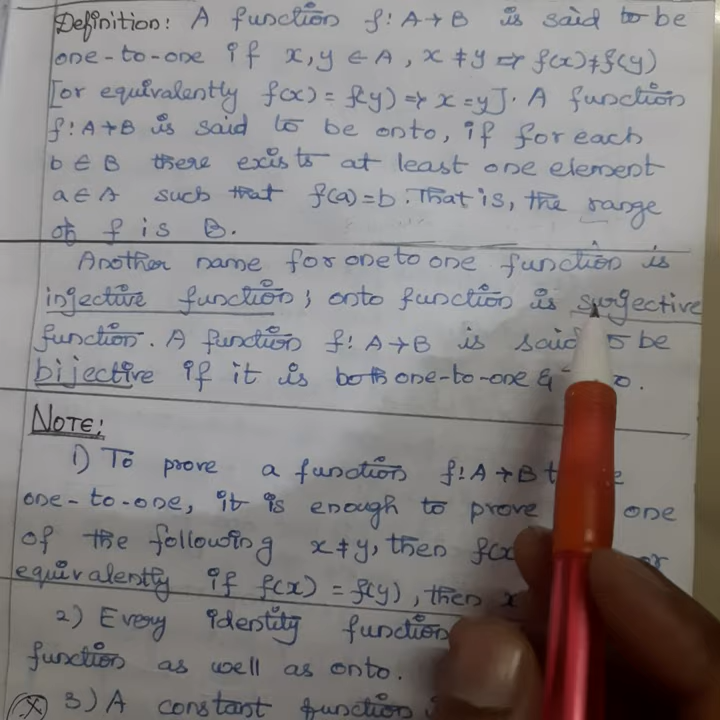 Definition: A function f: A→B is said to be
one-to-one if x, y ∈ A, x ≠ y ⇒ f(x) ≠ f(y)
[or equivalently f(x) = f(y) ⇒ x = y]. A function
f: A→B is said to be onto, if for each
b ∈ B there exists at least one element
a ∈ A such that f(a) = b. That is, the range
of f is B.
Another name for one to one function is
injective function; onto function is surjective
function. A function f: A→B is said to be
bijective if it is both one-to-one &
NOTE:
1) To prove a function f: A→B
one-to-one, it is enough to prove one
of the following x ≠ y, then f(x
equivalently if f(x) = f(y), then x
2) Every identity function
function as well as onto.
(x) 3) A constant function